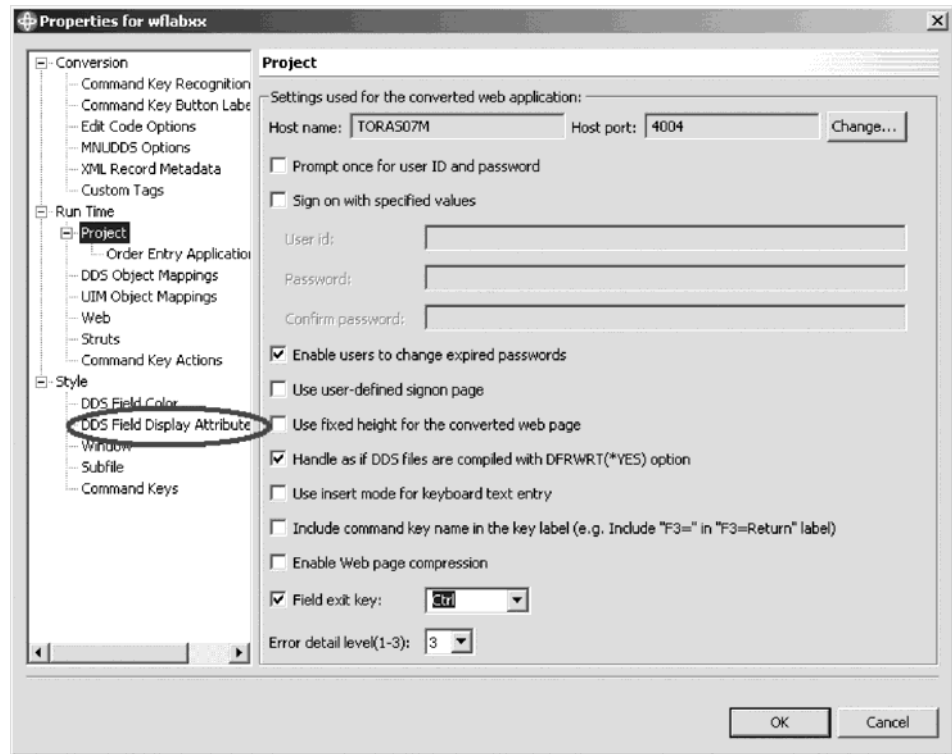 Properties for wflabxx
Conversion
Command Key Recognition
Command Key Button Labe
Edit Code Options
MNUDDS Options
XML Record Metadata
Custom Tags
Run Time
Project
Order Entry Application
DDS Object Mappings
UIM Object Mappings
Web
Struts
Command Key Actions
Style
DDS Field Color
DDS Field Display Attribute
Window
Subfile
Command Keys
Project
Settings used for the converted web application:
Host name: TORAS07M Host port: 4004 Change...
Prompt once for user ID and password
Sign on with specified values
User id:
Password:
Confirm password:
Enable users to change expired passwords
Use user-defined signon page
Use fixed height for the converted web page
Handle as if DDS files are compiled with DFRWRT(*YES) option
Use insert mode for keyboard text entry
Include command key name in the key label (e.g. Include "F3=" in "F3=Return" label)
Enable Web page compression
Field exit key: Ctrl
Error detail level(1-3): 3
OK Cancel